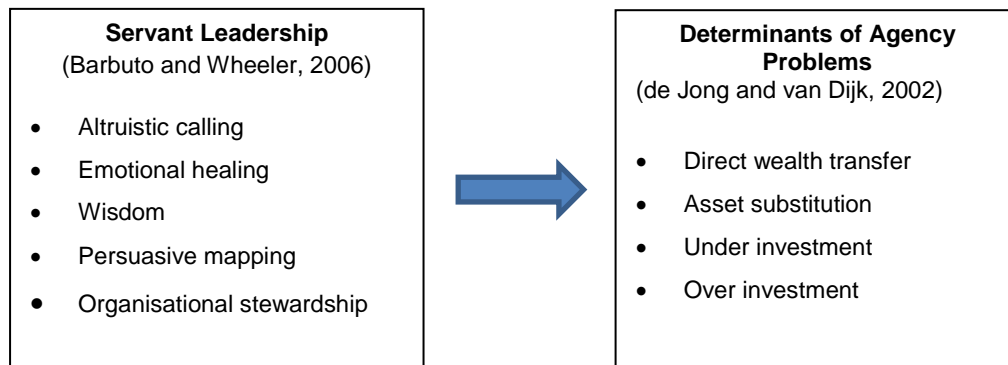 Servant Leadership
(Barbuto and Wheeler, 2006)
• Altruistic calling
• Emotional healing
• Wisdom
• Persuasive mapping
• Organisational stewardship
Determinants of Agency
Problems
(de Jong and van Dijk, 2002)
• Direct wealth transfer
• Asset substitution
• Under investment
• Over investment